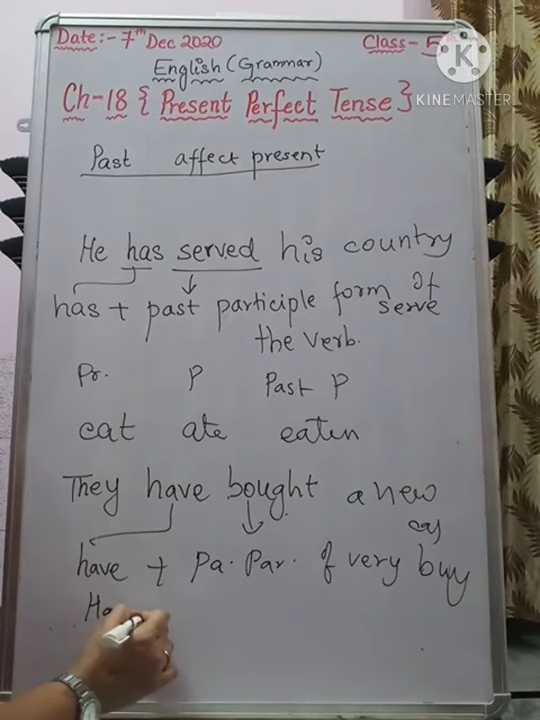 Date:- 7th Dec 2020
Class- 5
English (Grammar)
Ch-18 { Present Perfect Tense }
KINEMASTER
Past affect present
He has served his country
has + past participle form of
serve
the verb.
Pr. P Past P
eat ate eaten
They have bought a new
car
have + Pa. Par. of very buy
Ha